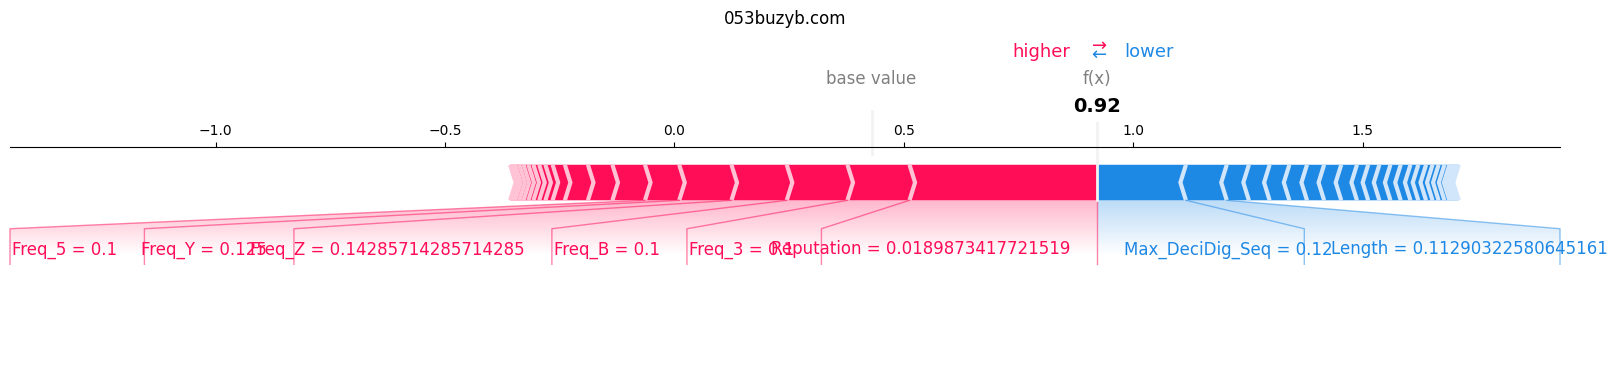 053buzyb.com
higher ⇄ lower
base value f(x)
0.92
−1.0 −0.5 0.0 0.5 1.0 1.5
Freq_5 = 0.1 Freq_Y = 0.125 Freq_Z = 0.14285714285714285 Freq_B = 0.1 Freq_3 = 0.1 Reputation = 0.0189873417721519 Max_DeciDig_Seq = 0.12 Length = 0.11290322580645161